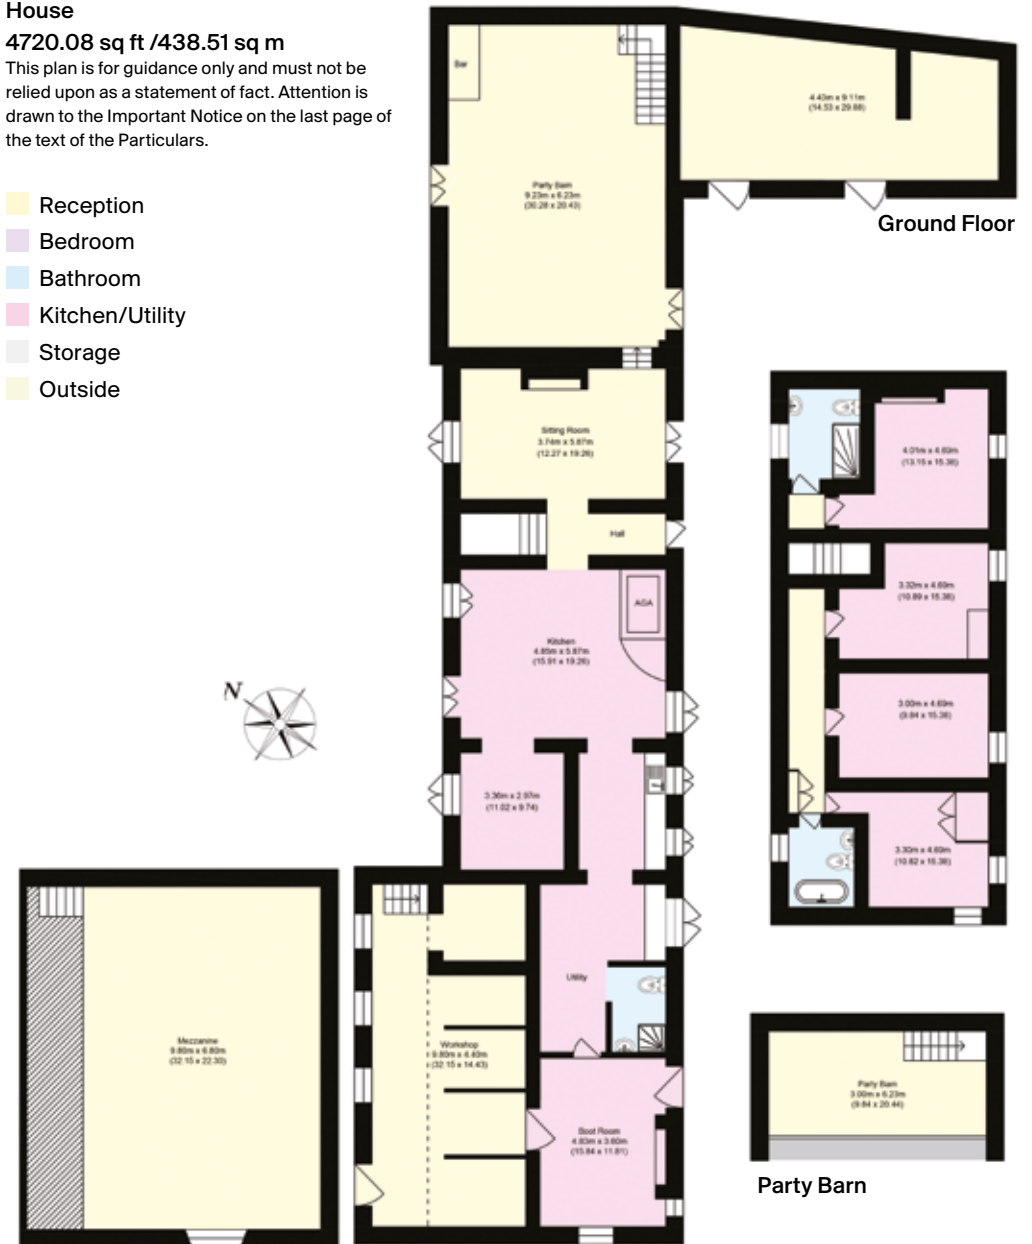 House
4720.08 sq ft /438.51 sq m
This plan is for guidance only and must not be
relied upon as a statement of fact. Attention is
drawn to the Important Notice on the last page of
the text of the Particulars.
Reception
Bedroom
Bathroom
Kitchen/Utility
Storage
Outside
Bar
4.43m x 9.11m
(14.53 x 29.88)
Party Barn
9.23m x 6.23m
(30.28 x 20.43)
Ground Floor
Sitting Room
3.74m x 5.87m
(12.27 x 19.26)
Hall
AGA
Kitchen
4.85m x 5.87m
(15.91 x 19.26)
3.36m x 2.97m
(11.02 x 9.74)
N
4.01m x 4.69m
(13.15 x 15.38)
3.32m x 4.69m
(10.89 x 15.38)
3.00m x 4.69m
(9.84 x 15.38)
3.30m x 4.69m
(10.82 x 15.38)
Utility
Mezzanine
9.80m x 6.80m
(32.15 x 22.30)
Workshop
9.80m x 4.40m
(32.15 x 14.43)
Boot Room
4.83m x 3.60m
(15.84 x 11.81)
Party Barn
3.00m x 6.23m
(9.84 x 20.44)
Party Barn